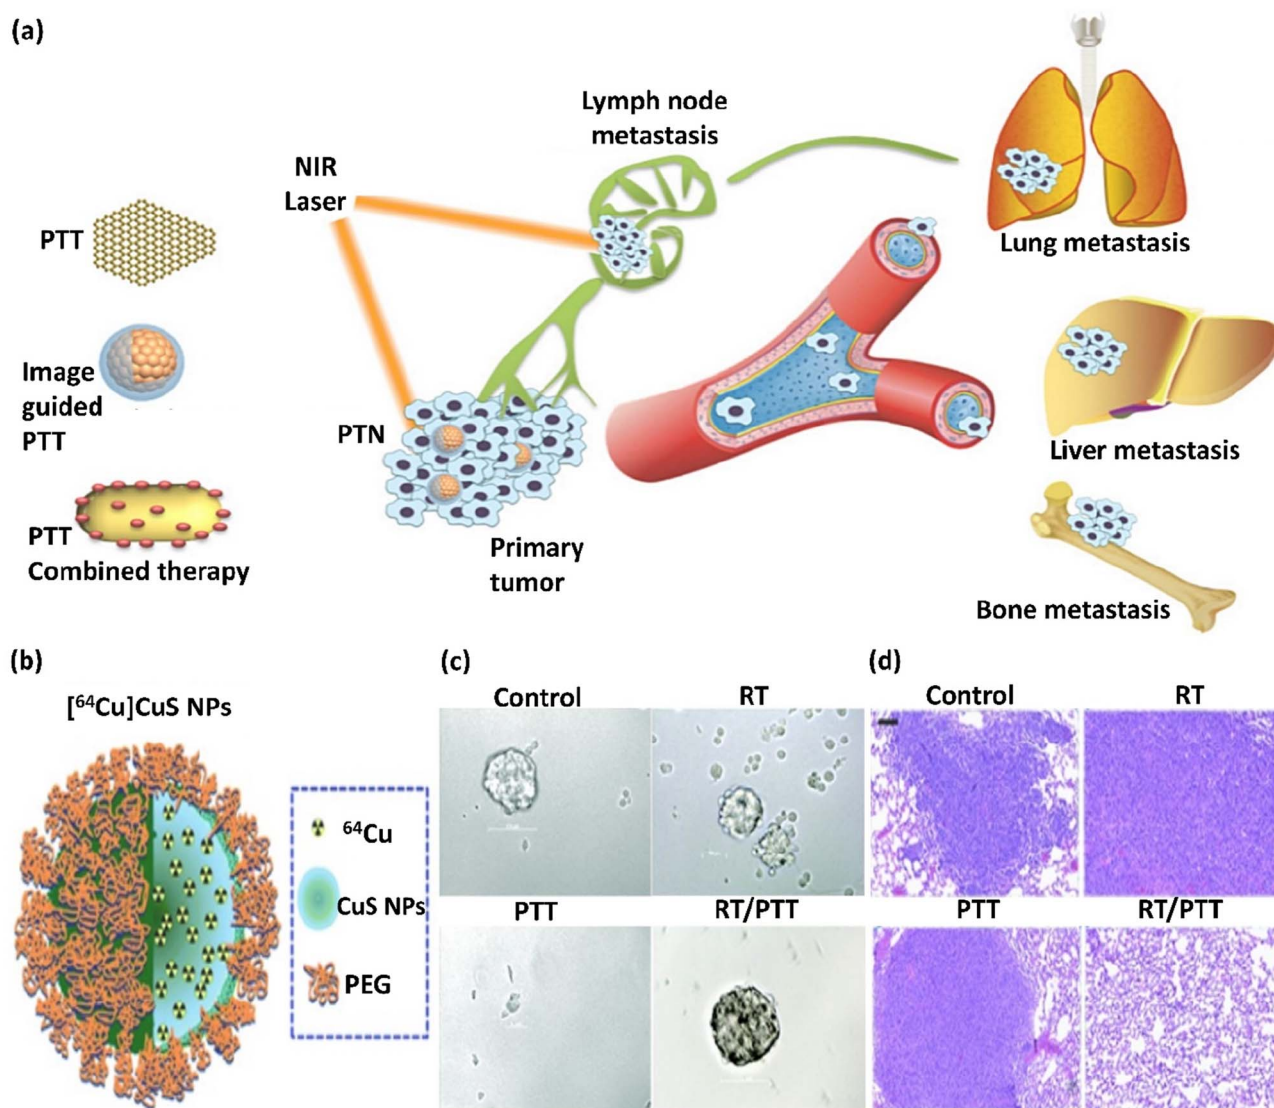 (a)
Lymph node
metastasis
NIR
Laser
PTT
Lung metastasis
Image
guided
PTT
PTN
Liver metastasis
PTT
Combined therapy
Primary
tumor
Bone metastasis
(b)
[⁶⁴Cu]CuS NPs
⁶⁴Cu
CuS NPs
PEG
(c)
Control
RT
PTT
RT/PTT
(d)
Control
RT
PTT
RT/PTT